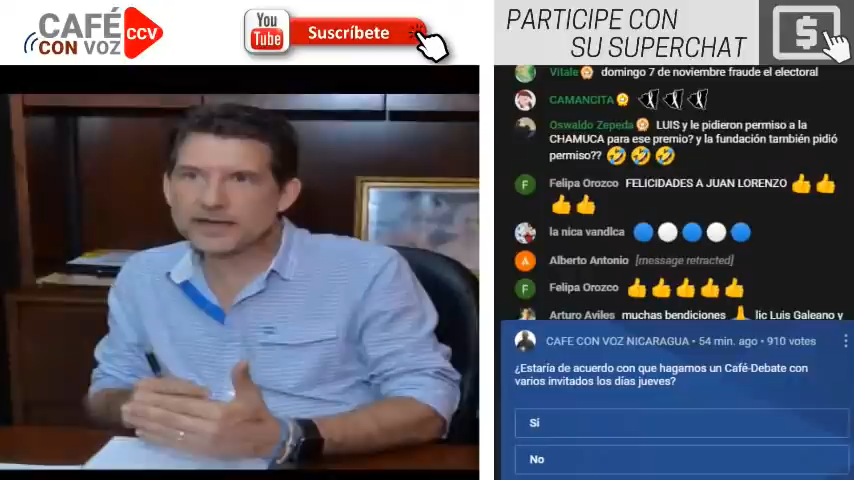 CAFÉ
CON VOZ
CCV
You
Tube
Suscríbete
PARTICIPE CON
SU SUPERCHAT
$
Vitale domingo 7 de noviembre fraude el electoral
CAMANCITA
Oswaldo Zepeda LUIS y le pidieron permiso a la
CHAMUCA para ese premio? y la fundación también pidió
permiso?? 🤣🤣🤣
F
Felipa Orozco FELICIDADES A JUAN LORENZO 👍👍
👍👍
la nica vandlca 🔵⚪🔵⚪🔵
A
Alberto Antonio [message retracted]
F
Felipa Orozco 👍👍👍👍👍
Arturo Aviles muchas bendiciones lic Luis Galeano y
CAFE CON VOZ NICARAGUA • 54 min. ago • 910 votes
¿Estaría de acuerdo con que hagamos un Café-Debate con
varios invitados los días jueves?
Sí
No